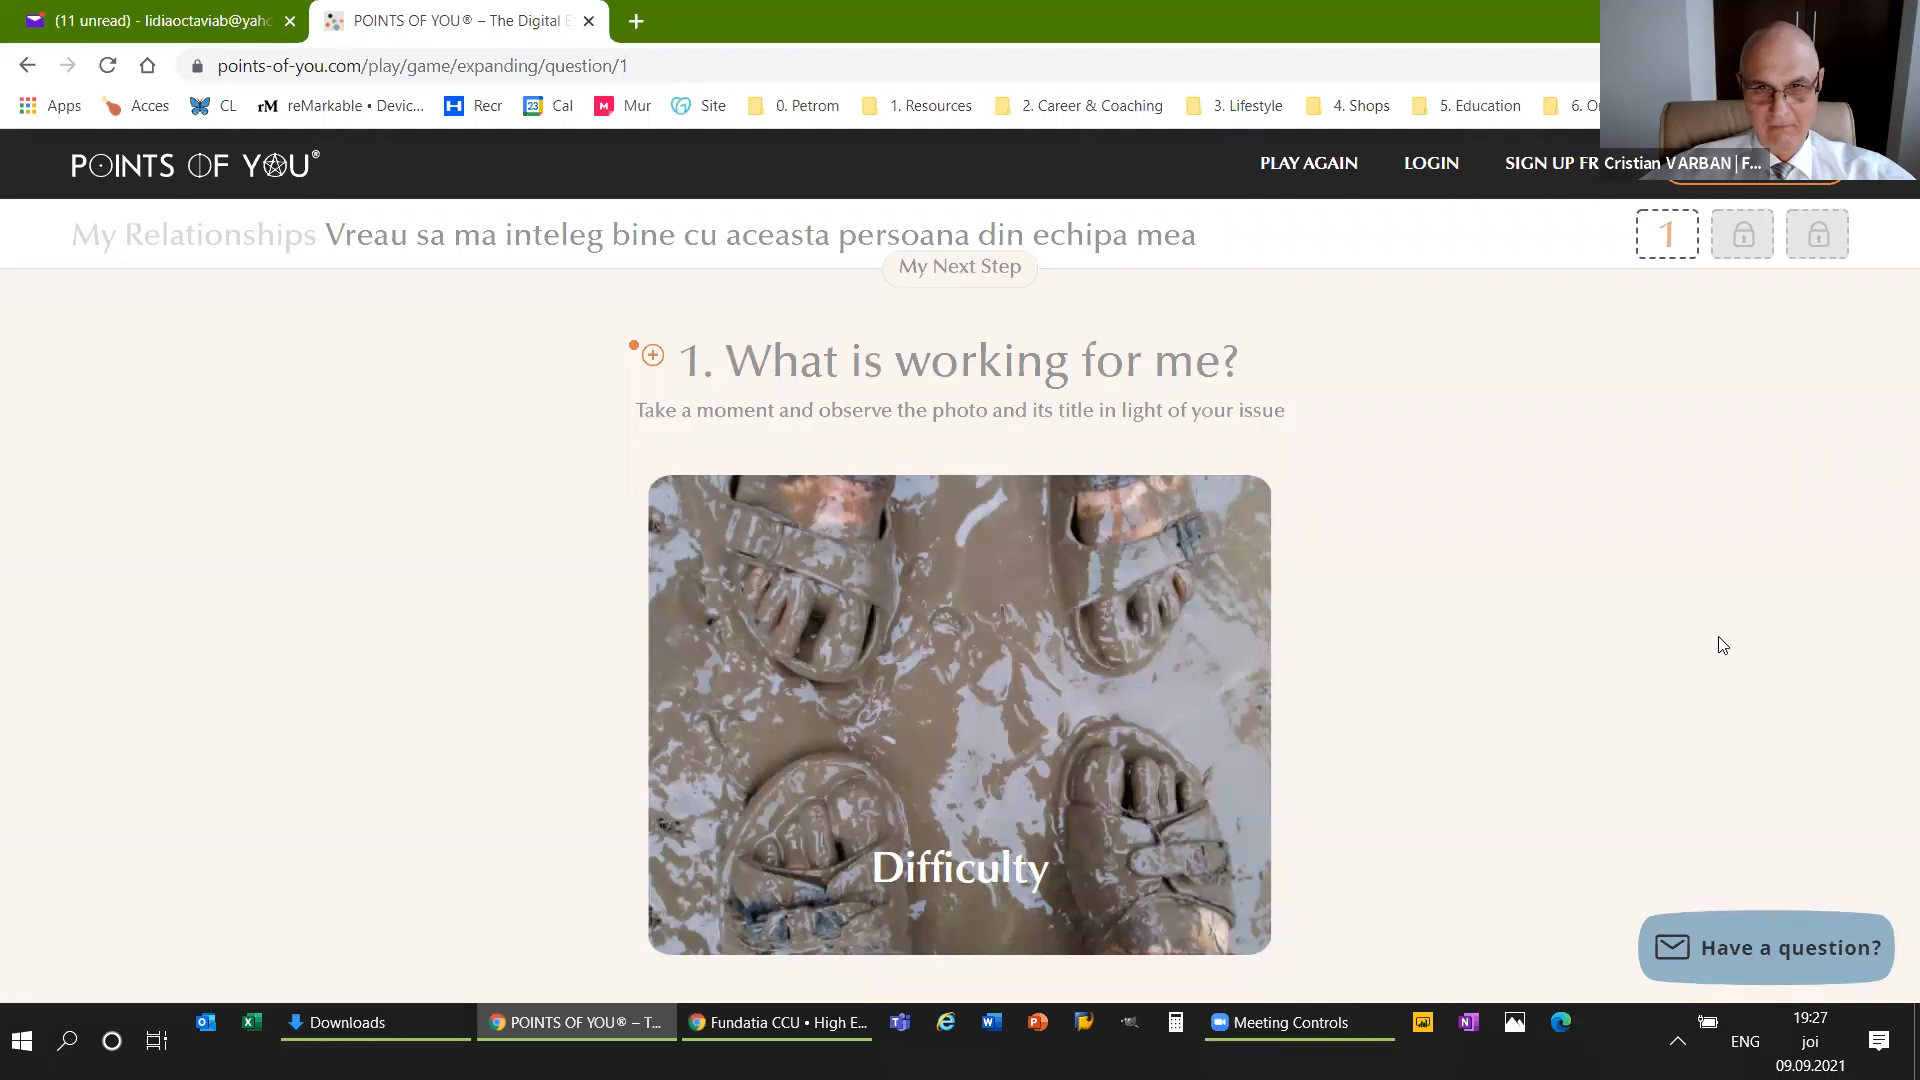 (11 unread) - lidiaoctaviab@yaho
POINTS OF YOU® – The Digital E
points-of-you.com/play/game/expanding/question/1
Apps
Acces
CL
rM reMarkable • Devic...
Recr
23 Cal
M Mur
Site
0. Petrom
1. Resources
2. Career & Coaching
3. Lifestyle
4. Shops
5. Education
6. O
POINTS OF YOU®
PLAY AGAIN
LOGIN
SIGN UP FR
Cristian VARBAN | F...
My Relationships Vreau sa ma inteleg bine cu aceasta persoana din echipa mea
1
My Next Step
1. What is working for me?
Take a moment and observe the photo and its title in light of your issue
Difficulty
Have a question?
Downloads
POINTS OF YOU® – T...
Fundatia CCU • High E...
Meeting Controls
ENG
19:27
joi
09.09.2021